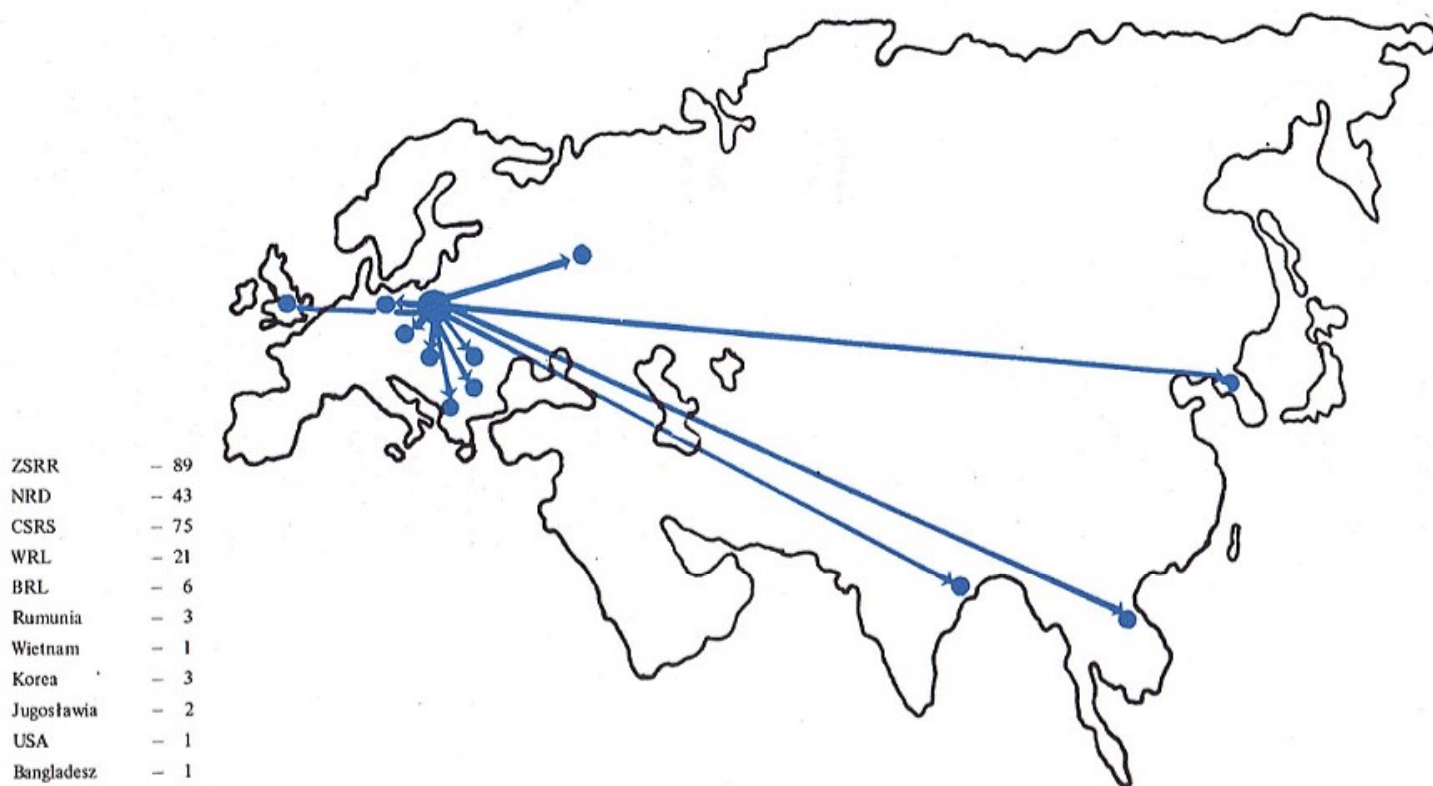 ZSRR – 89
NRD – 43
CSRS – 75
WRL – 21
BRL – 6
Rumunia – 3
Wietnam – 1
Korea – 3
Jugosławia – 2
USA – 1
Bangladesz – 1